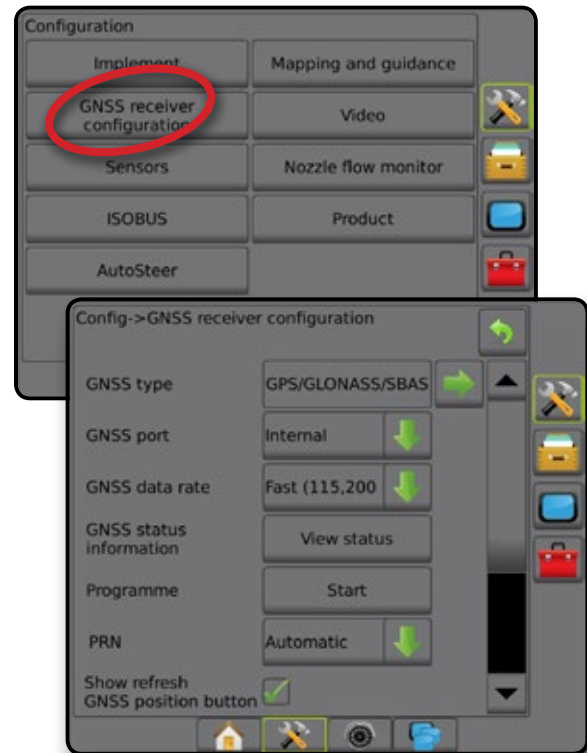 Configuration
Implement
Mapping and guidance
GNSS receiver
configuration
Video
Sensors
Nozzle flow monitor
ISOBUS
Product
AutoSteer
Config->GNSS receiver configuration
GNSS type
GPS/GLONASS/SBAS
GNSS port
Internal
GNSS data rate
Fast (115,200
GNSS status
information
View status
Programme
Start
PRN
Automatic
Show refresh
GNSS position button